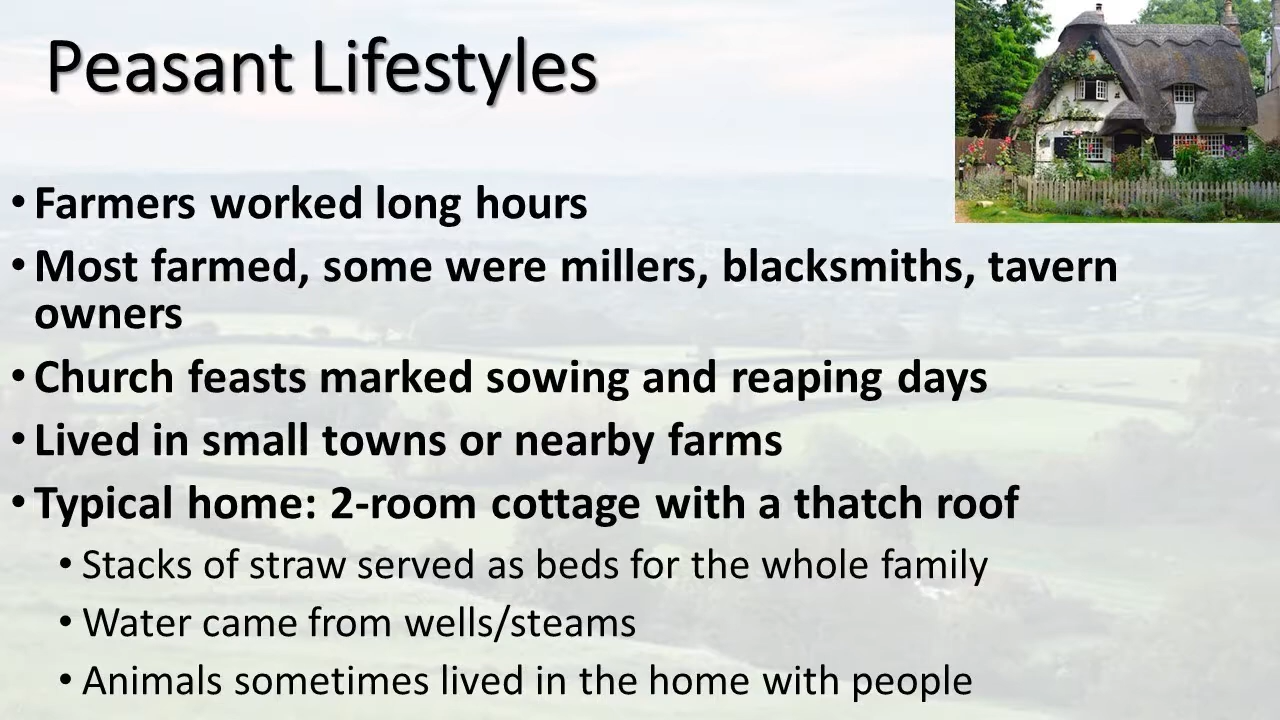 Peasant Lifestyles
• Farmers worked long hours
• Most farmed, some were millers, blacksmiths, tavern
owners
• Church feasts marked sowing and reaping days
• Lived in small towns or nearby farms
• Typical home: 2-room cottage with a thatch roof
• Stacks of straw served as beds for the whole family
• Water came from wells/steams
• Animals sometimes lived in the home with people